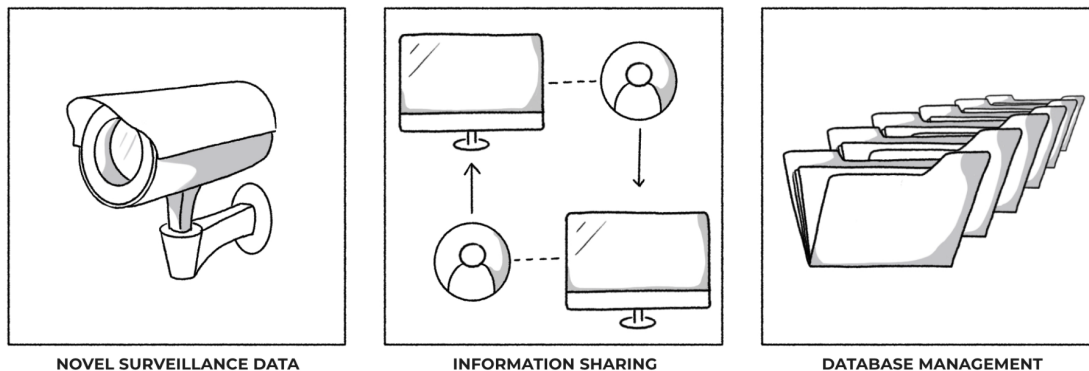 NOVEL SURVEILLANCE DATA
INFORMATION SHARING
DATABASE MANAGEMENT